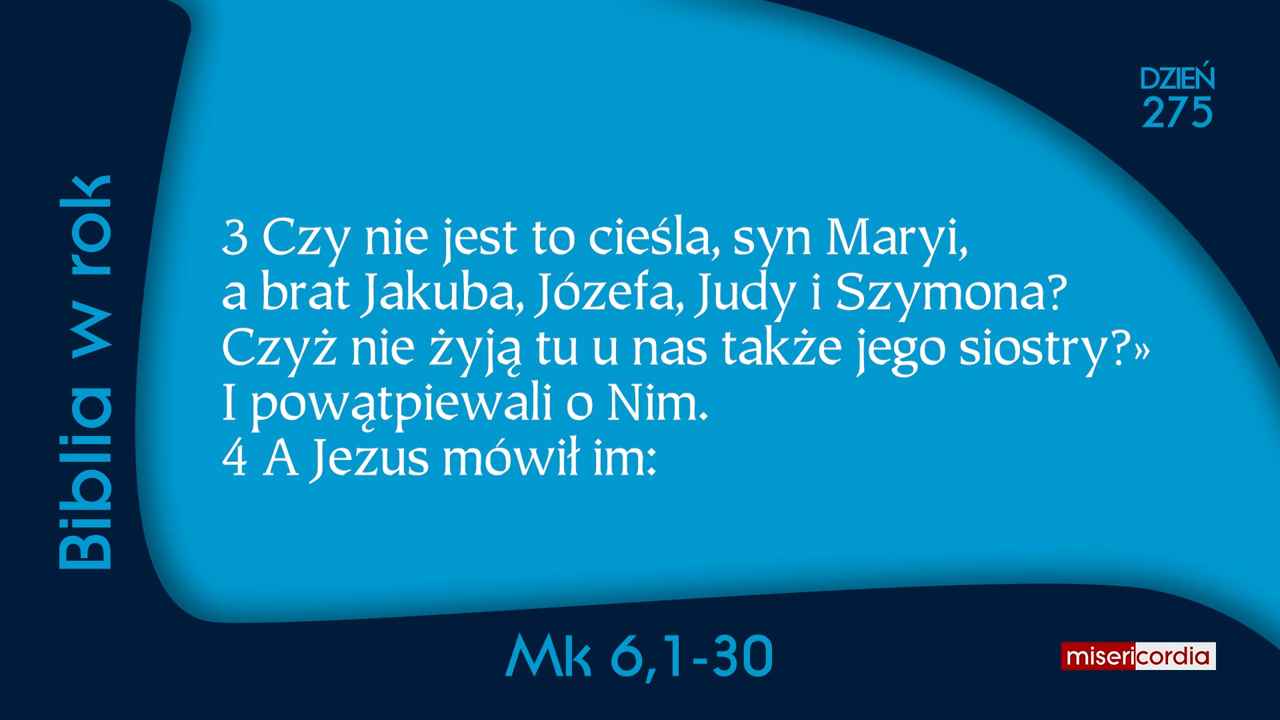 DZIEŃ
275
Biblia w rok
3 Czy nie jest to cieśla, syn Maryi,
a brat Jakuba, Józefa, Judy i Szymona?
Czyż nie żyją tu u nas także jego siostry?»
I powątpiewali o Nim.
4 A Jezus mówił im:
Mk 6,1-30
misericordia